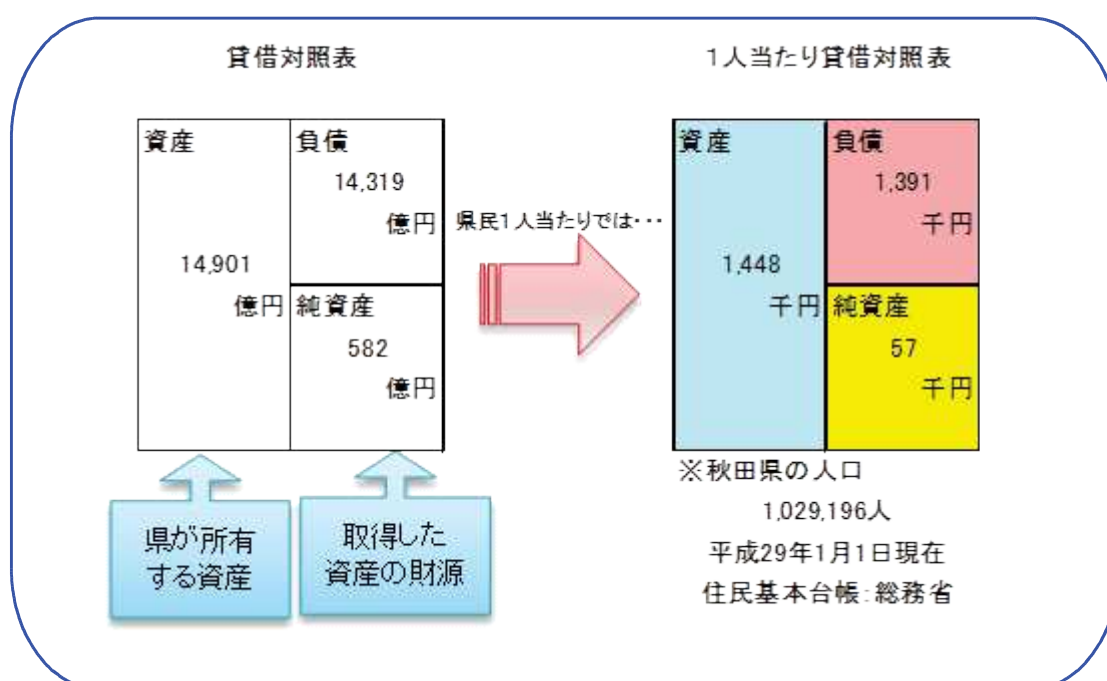 貸借対照表
資産
14,901
億円
負債
14,319
億円
純資産
582
億円
県が所有
する資産
取得した
資産の財源
県民1人当たりでは・・・
1人当たり貸借対照表
資産
1,448
千円
負債
1,391
千円
純資産
57
千円
※秋田県の人口
1,029,196人
平成29年1月1日現在
住民基本台帳:総務省